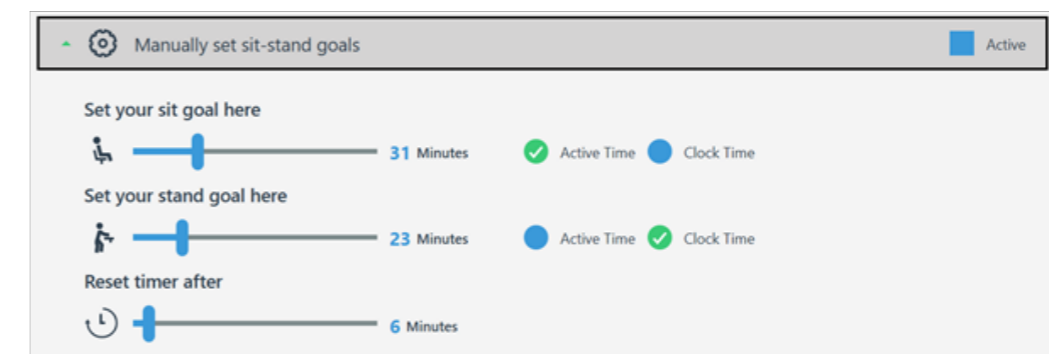 Manually set sit-stand goals Active
Set your sit goal here
31 Minutes Active Time Clock Time
Set your stand goal here
23 Minutes Active Time Clock Time
Reset timer after
6 Minutes